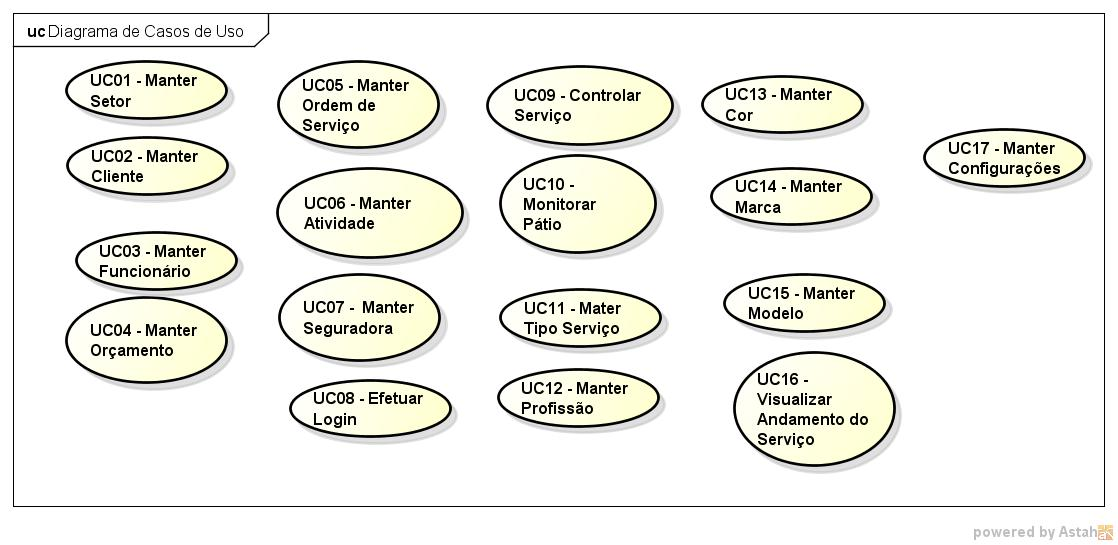 uc Diagrama de Casos de Uso
UC01 - Manter
Setor
UC02 - Manter
Cliente
UC03 - Manter
Funcionário
UC04 - Manter
Orçamento
UC05 - Manter
Ordem de
Serviço
UC06 - Manter
Atividade
UC07 - Manter
Seguradora
UC08 - Efetuar
Login
UC09 - Controlar
Serviço
UC10 -
Monitorar
Pátio
UC11 - Mater
Tipo Serviço
UC12 - Manter
Profissão
UC13 - Manter
Cor
UC14 - Manter
Marca
UC15 - Manter
Modelo
UC16 -
Visualizar
Andamento do
Serviço
UC17 - Manter
Configurações
powered by Astah